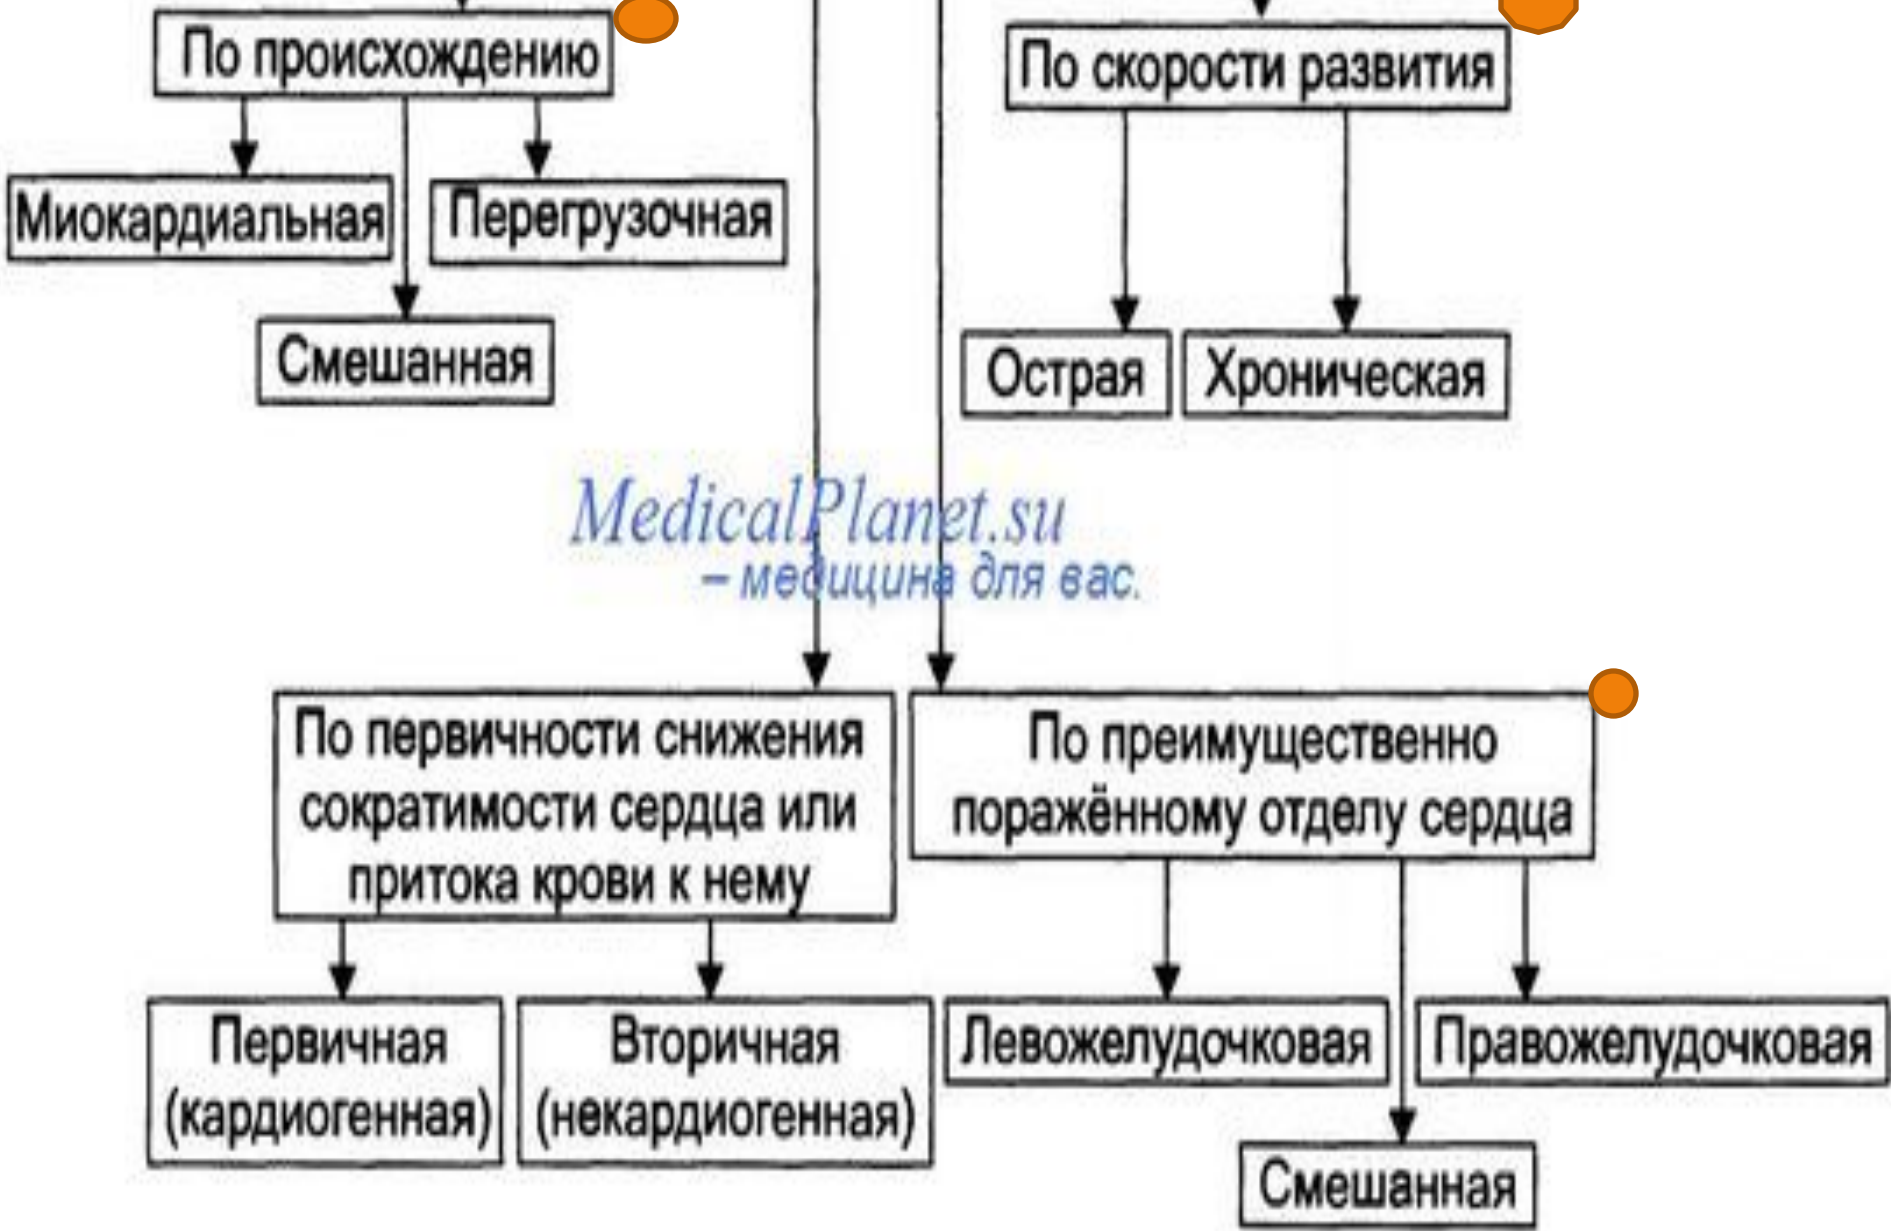 По происхождению
По скорости развития
Миокардиальная
Перегрузочная
Смешанная
Острая
Хроническая
MedicalPlanet.su
– медицина для вас.
По первичности снижения
сократимости сердца или
притока крови к нему
По преимущественно
поражённому отделу сердца
Первичная
(кардиогенная)
Вторичная
(некардиогенная)
Левожелудочковая
Правожелудочковая
Смешанная